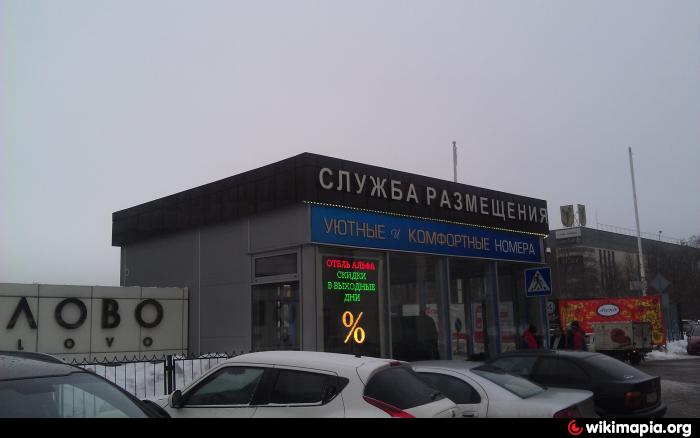 СЛУЖБА РАЗМЕЩЕНИЯ
УЮТНЫЕ и КОМФОРТНЫЕ НОМЕРА
ОТЕЛЬ АЛЬФА
СКИДКИ
В ВЫХОДНЫЕ
ДНИ
%
ЛОВО
LOVO
wikimapia.org